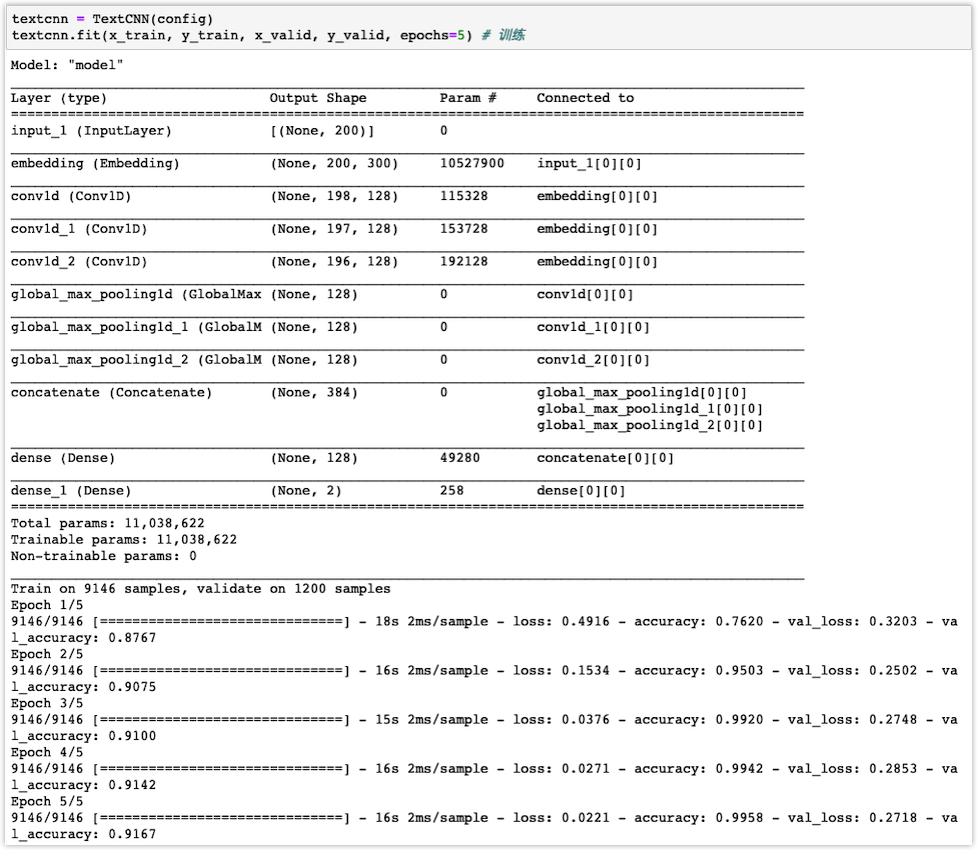 textcnn = TextCNN(config)
textcnn.fit(x_train, y_train, x_valid, y_valid, epochs=5) # 训练
Model: "model"
Layer (type) Output Shape Param # Connected to
input_1 (InputLayer) [(None, 200)] 0
embedding (Embedding) (None, 200, 300) 10527900 input_1[0][0]
conv1d (Conv1D) (None, 198, 128) 115328 embedding[0][0]
conv1d_1 (Conv1D) (None, 197, 128) 153728 embedding[0][0]
conv1d_2 (Conv1D) (None, 196, 128) 192128 embedding[0][0]
global_max_pooling1d (GlobalMax (None, 128) 0 conv1d[0][0]
global_max_pooling1d_1 (GlobalM (None, 128) 0 conv1d_1[0][0]
global_max_pooling1d_2 (GlobalM (None, 128) 0 conv1d_2[0][0]
concatenate (Concatenate) (None, 384) 0 global_max_pooling1d[0][0]
global_max_pooling1d_1[0][0]
global_max_pooling1d_2[0][0]
dense (Dense) (None, 128) 49280 concatenate[0][0]
dense_1 (Dense) (None, 2) 258 dense[0][0]
Total params: 11,038,622
Trainable params: 11,038,622
Non-trainable params: 0
Train on 9146 samples, validate on 1200 samples
Epoch 1/5
9146/9146 [==============================] - 18s 2ms/sample - loss: 0.4916 - accuracy: 0.7620 - val_loss: 0.3203 - va
l_accuracy: 0.8767
Epoch 2/5
9146/9146 [==============================] - 16s 2ms/sample - loss: 0.1534 - accuracy: 0.9503 - val_loss: 0.2502 - va
l_accuracy: 0.9075
Epoch 3/5
9146/9146 [==============================] - 15s 2ms/sample - loss: 0.0376 - accuracy: 0.9920 - val_loss: 0.2748 - va
l_accuracy: 0.9100
Epoch 4/5
9146/9146 [==============================] - 16s 2ms/sample - loss: 0.0271 - accuracy: 0.9942 - val_loss: 0.2853 - va
l_accuracy: 0.9142
Epoch 5/5
9146/9146 [==============================] - 16s 2ms/sample - loss: 0.0221 - accuracy: 0.9958 - val_loss: 0.2718 - va
l_accuracy: 0.9167